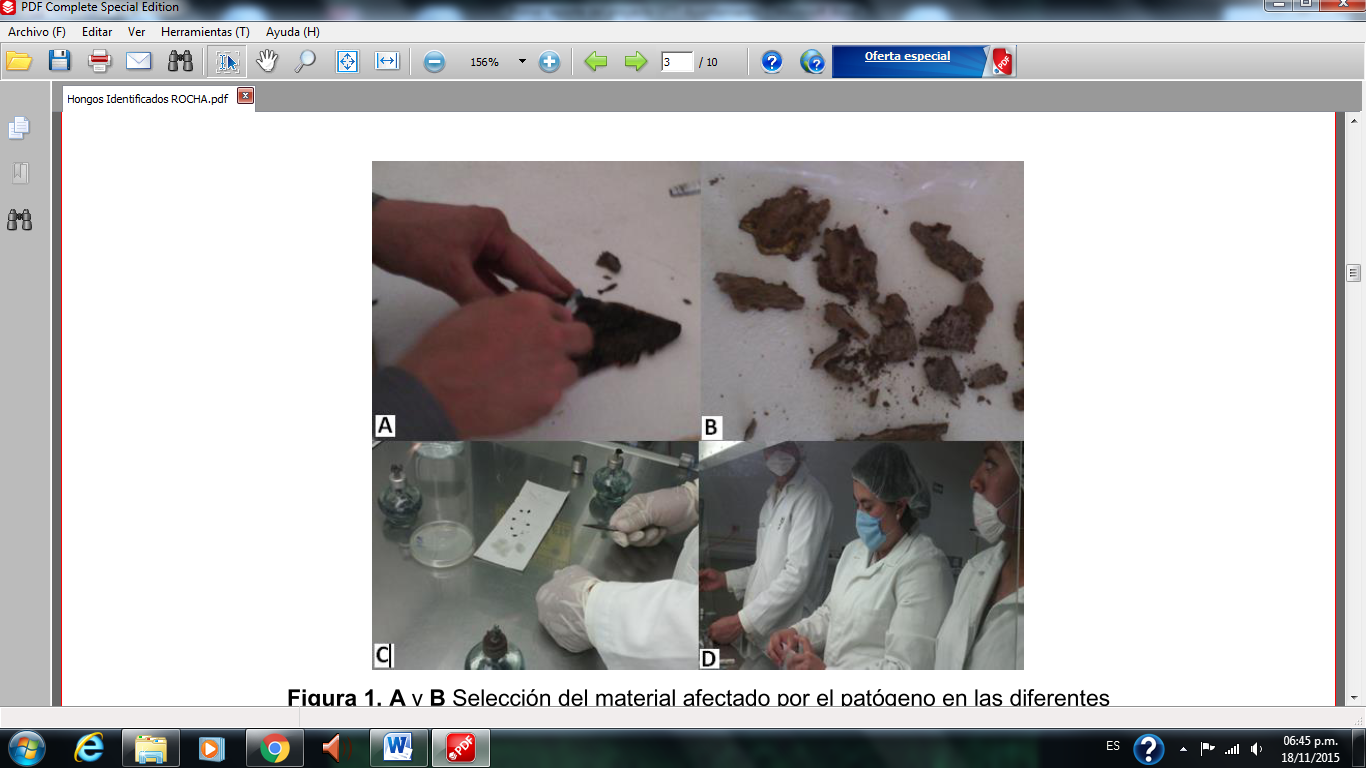 PDF Complete Special Edition
Archivo (F) Editar Ver Herramientas (T) Ayuda (H)
156% 3 / 10 Oferta especial PDF
Hongos Identificados ROCHA.pdf
A B
C D
Figura 1. A y B Selección del material afectado por el patógeno en las diferentes
ES 06:45 p.m.
18/11/2015